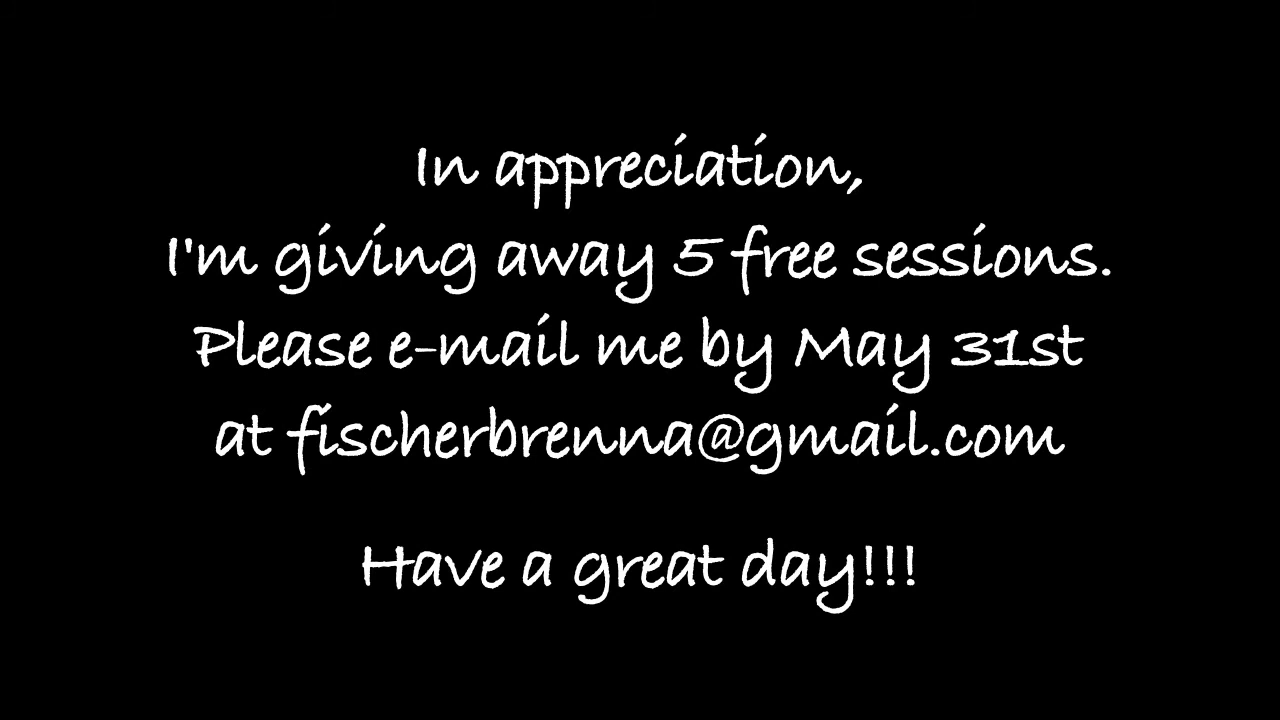 In appreciation,
I'm giving away 5 free sessions.
Please e-mail me by May 31st
at fischerbrenna@gmail.com
Have a great day!!!